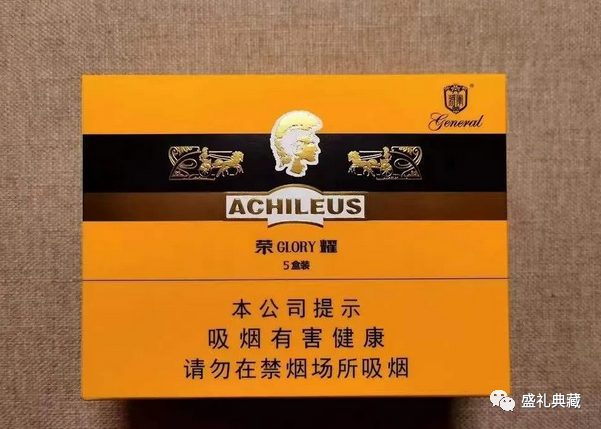 General
ACHILEUS
荣 GLORY 耀
5盒装
本公司提示
吸烟有害健康
请勿在禁烟场所吸烟
盛礼典藏